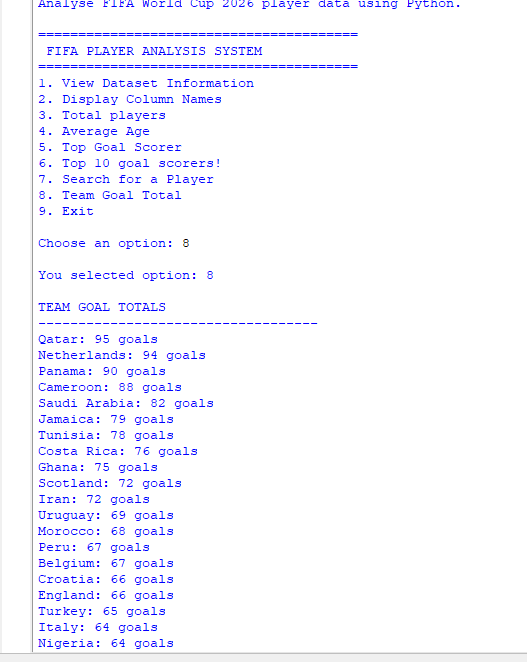 Analyse FIFA World Cup 2026 player data using Python.
========================================
FIFA PLAYER ANALYSIS SYSTEM
========================================
1. View Dataset Information
2. Display Column Names
3. Total players
4. Average Age
5. Top Goal Scorer
6. Top 10 goal scorers!
7. Search for a Player
8. Team Goal Total
9. Exit
Choose an option: 8
You selected option: 8
TEAM GOAL TOTALS
-----------------------------------
Qatar: 95 goals
Netherlands: 94 goals
Panama: 90 goals
Cameroon: 88 goals
Saudi Arabia: 82 goals
Jamaica: 79 goals
Tunisia: 78 goals
Costa Rica: 76 goals
Ghana: 75 goals
Scotland: 72 goals
Iran: 72 goals
Uruguay: 69 goals
Morocco: 68 goals
Peru: 67 goals
Belgium: 67 goals
Croatia: 66 goals
England: 66 goals
Turkey: 65 goals
Italy: 64 goals
Nigeria: 64 goals